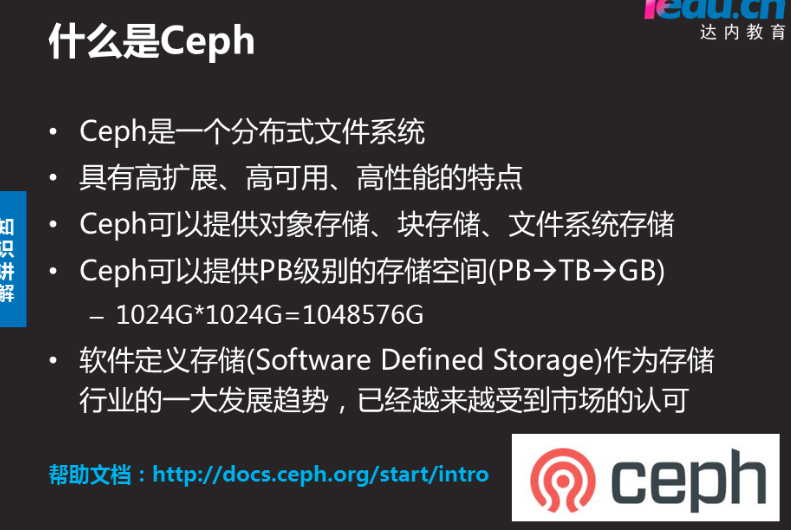 iedu.cn
达内教育
什么是Ceph
• Ceph是一个分布式文件系统
• 具有高扩展、高可用、高性能的特点
• Ceph可以提供对象存储、块存储、文件系统存储
• Ceph可以提供PB级别的存储空间(PB→TB→GB)
– 1024G*1024G=1048576G
• 软件定义存储(Software Defined Storage)作为存储
行业的一大发展趋势，已经越来越受到市场的认可
知识讲解
帮助文档：http://docs.ceph.org/start/intro
ceph